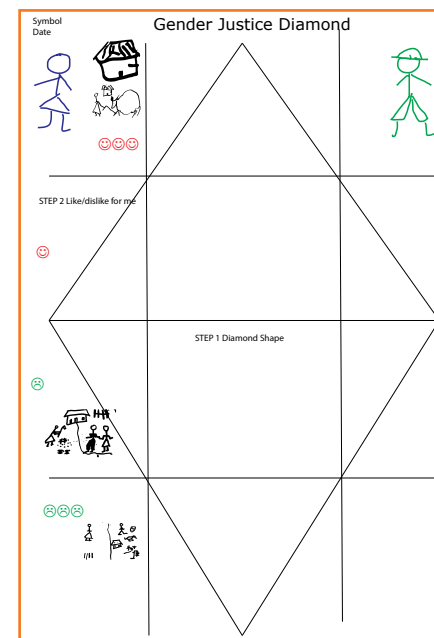 Symbol
Date
Gender Justice Diamond
STEP 2 Like/dislike for me
STEP 1 Diamond Shape